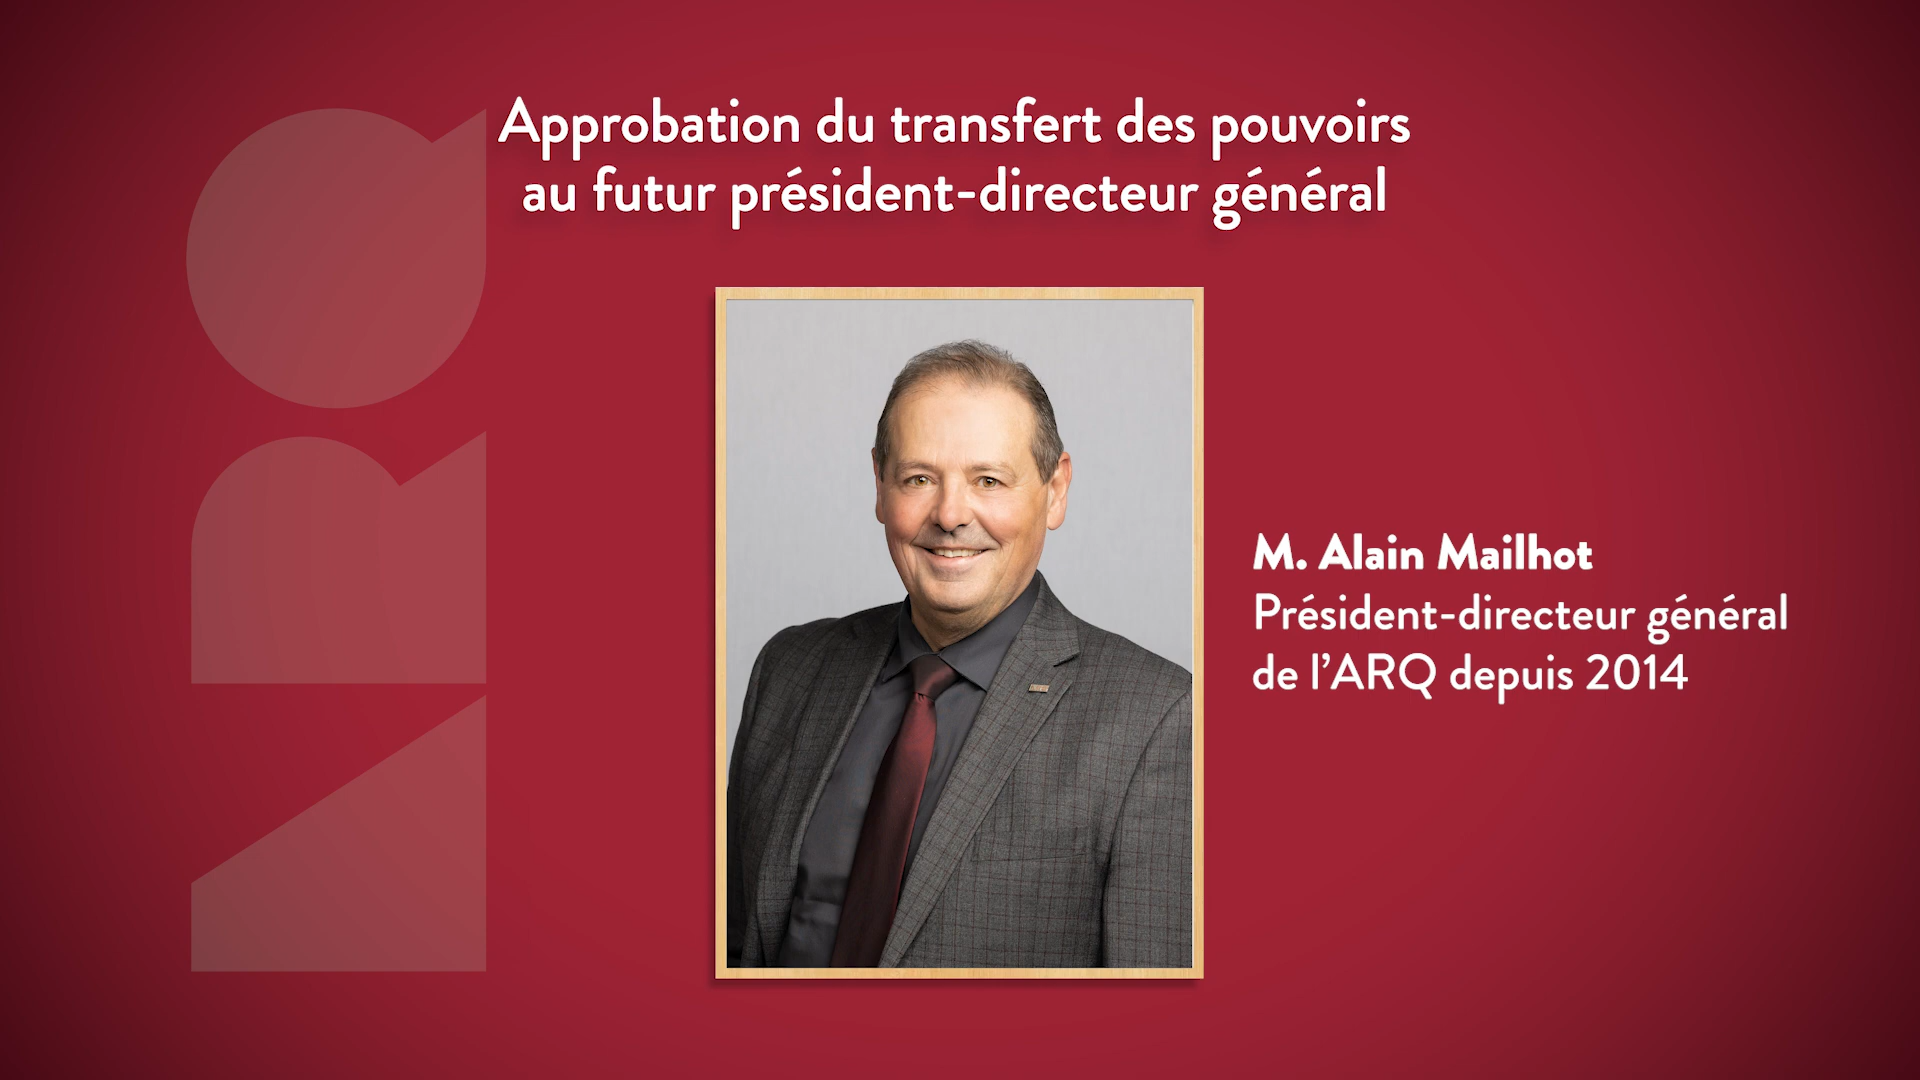 Approbation du transfert des pouvoirs
au futur président-directeur général
M. Alain Mailhot
Président-directeur général
de l'ARQ depuis 2014
ARQ